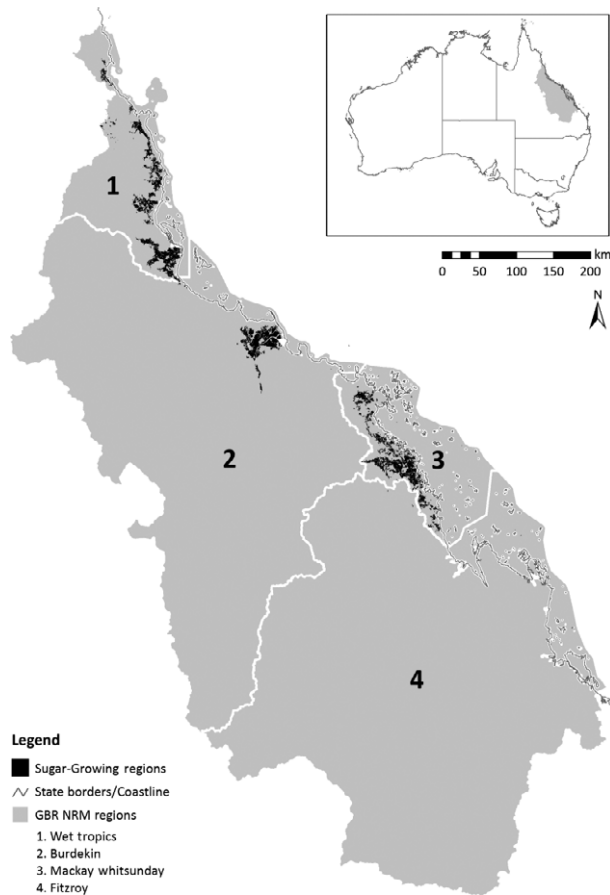 km
0 50 100 150 200
N
1
2
3
4
Legend
Sugar-Growing regions
State borders/Coastline
GBR NRM regions
1. Wet tropics
2. Burdekin
3. Mackay whitsunday
4. Fitzroy